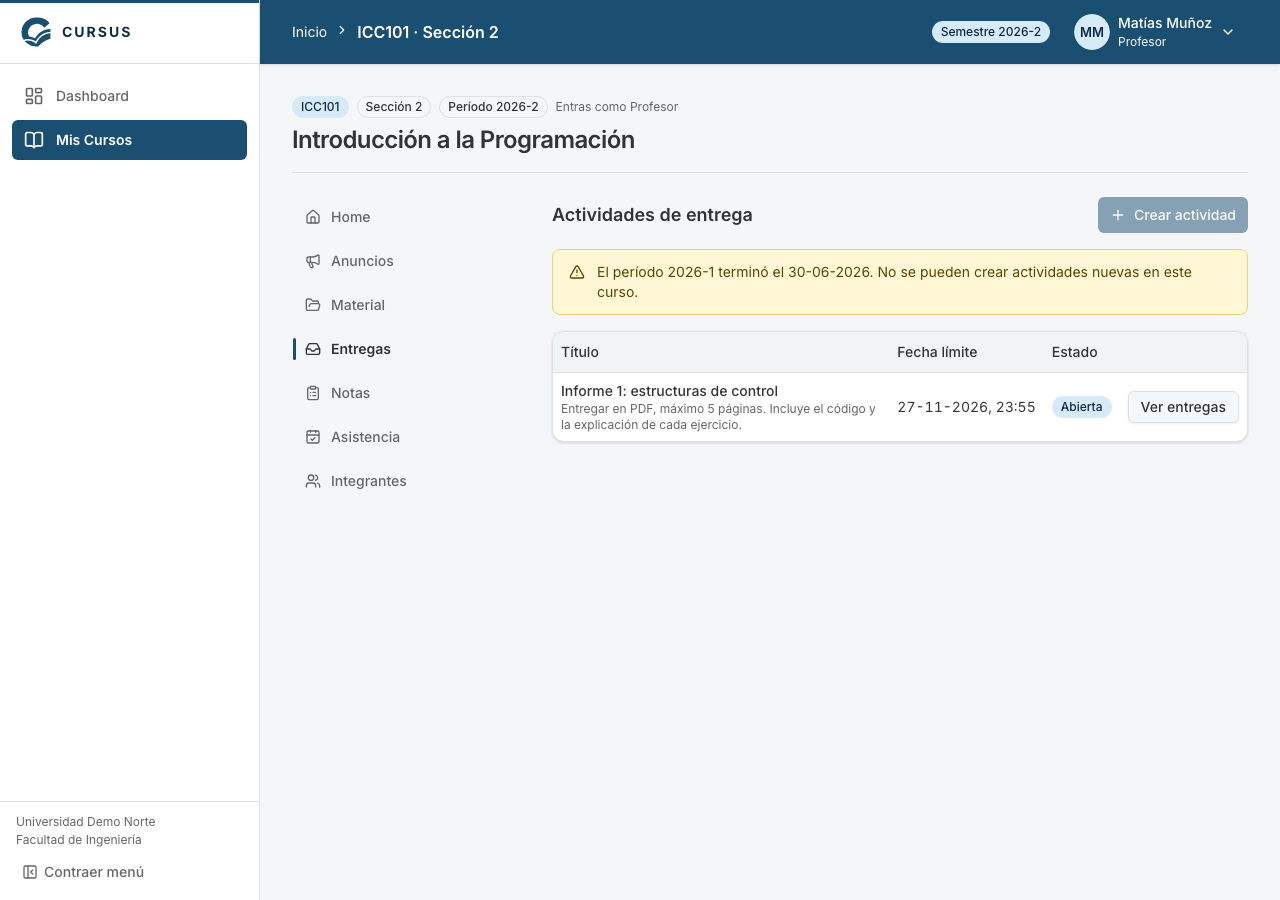 CURSUS
Inicio
ICC101 · Sección 2
Semestre 2026-2
MM
Matías Muñoz
Profesor
Dashboard
Mis Cursos
ICC101
Sección 2
Período 2026-2
Entras como Profesor
Introducción a la Programación
Home
Anuncios
Material
Entregas
Notas
Asistencia
Integrantes
Actividades de entrega
Crear actividad
El período 2026-1 terminó el 30-06-2026. No se pueden crear actividades nuevas en este
curso.
Título
Fecha límite
Estado
Informe 1: estructuras de control
Entregar en PDF, máximo 5 páginas. Incluye el código y
la explicación de cada ejercicio.
27-11-2026, 23:55
Abierta
Ver entregas
Universidad Demo Norte
Facultad de Ingeniería
Contraer menú